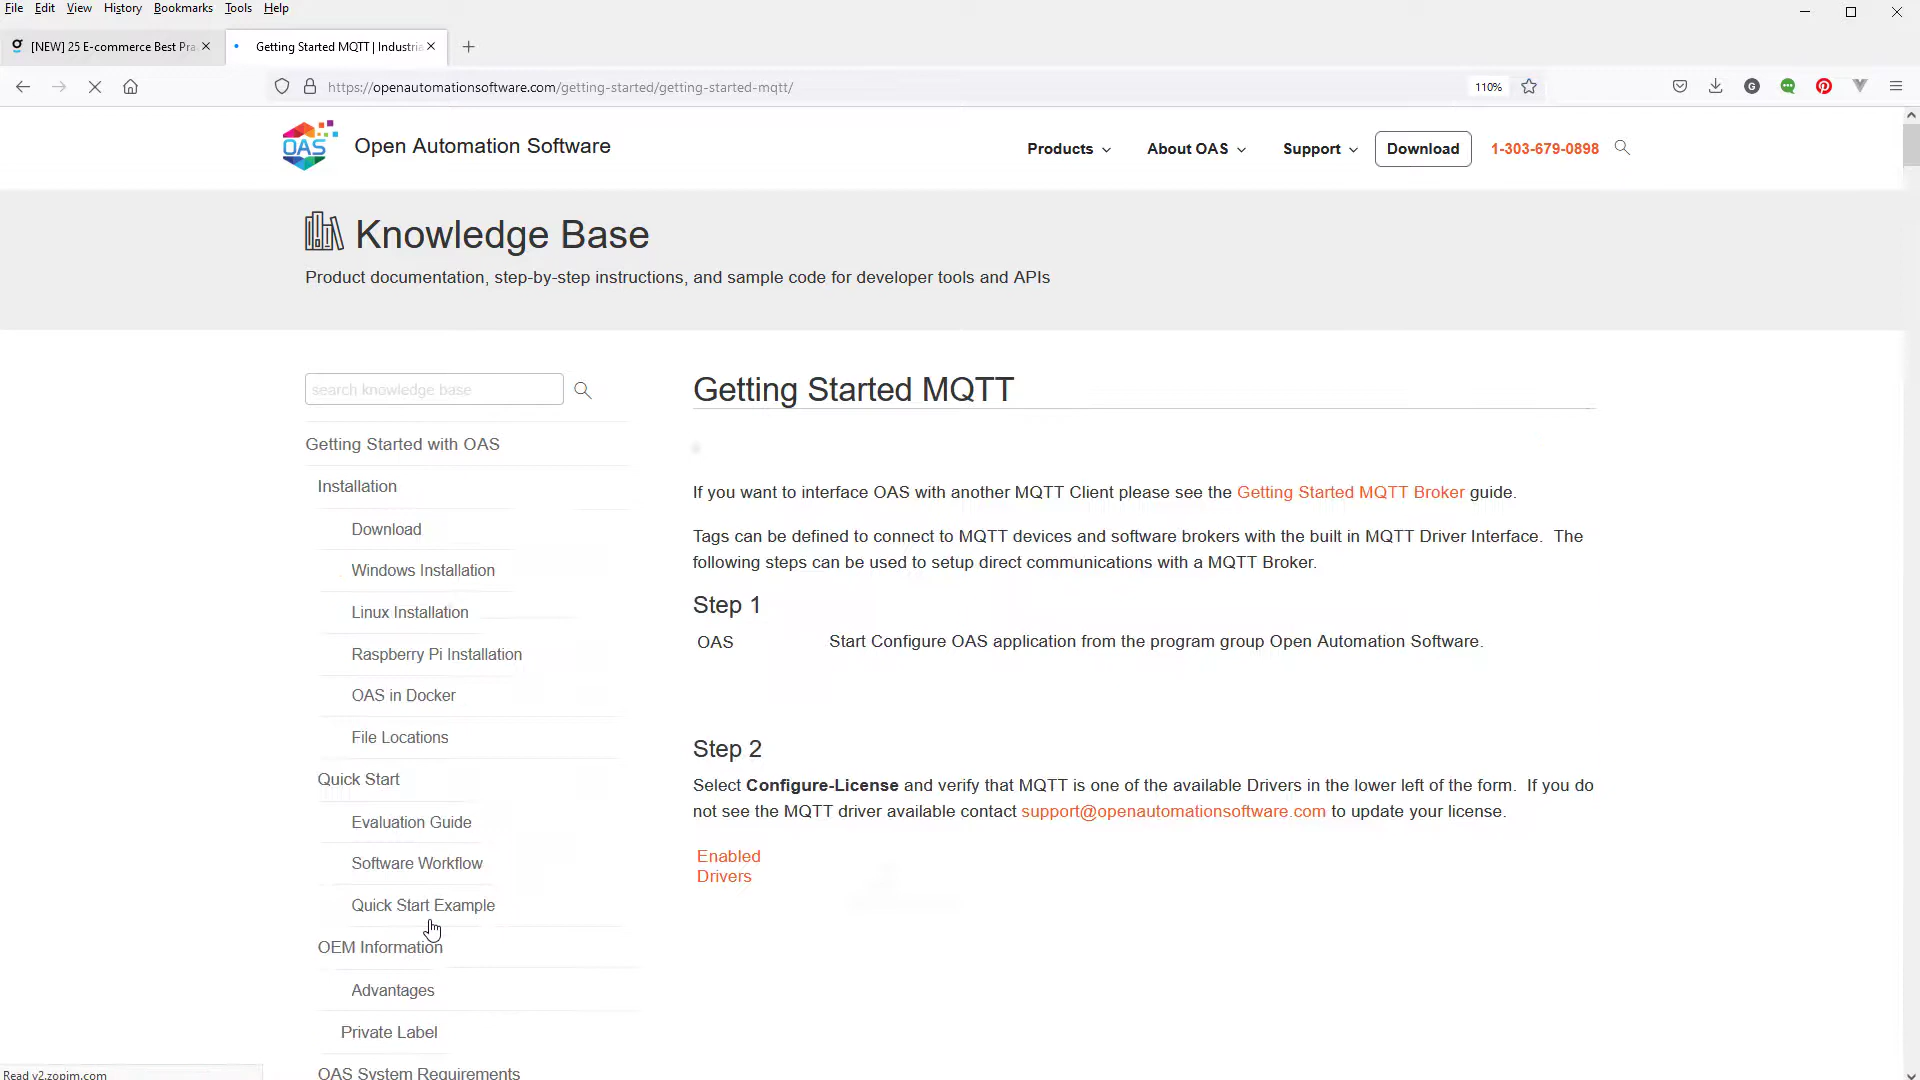 File Edit View History Bookmarks Tools Help
[NEW] 25 E-commerce Best Pra
Getting Started MQTT | Industria
https://openautomationsoftware.com/getting-started/getting-started-mqtt/
110%
OAS
Open Automation Software
Products
About OAS
Support
Download
1-303-679-0898
Knowledge Base
Product documentation, step-by-step instructions, and sample code for developer tools and APIs
search knowledge base
Getting Started with OAS
Installation
Download
Windows Installation
Linux Installation
Raspberry Pi Installation
OAS in Docker
File Locations
Quick Start
Evaluation Guide
Software Workflow
Quick Start Example
OEM Information
Advantages
Private Label
OAS System Requirements
Getting Started MQTT
If you want to interface OAS with another MQTT Client please see the Getting Started MQTT Broker guide.
Tags can be defined to connect to MQTT devices and software brokers with the built in MQTT Driver Interface. The
following steps can be used to setup direct communications with a MQTT Broker.
Step 1
OAS
Start Configure OAS application from the program group Open Automation Software.
Step 2
Select Configure-License and verify that MQTT is one of the available Drivers in the lower left of the form. If you do
not see the MQTT driver available contact support@openautomationsoftware.com to update your license.
Enabled
Drivers
Read v2.zopim.com